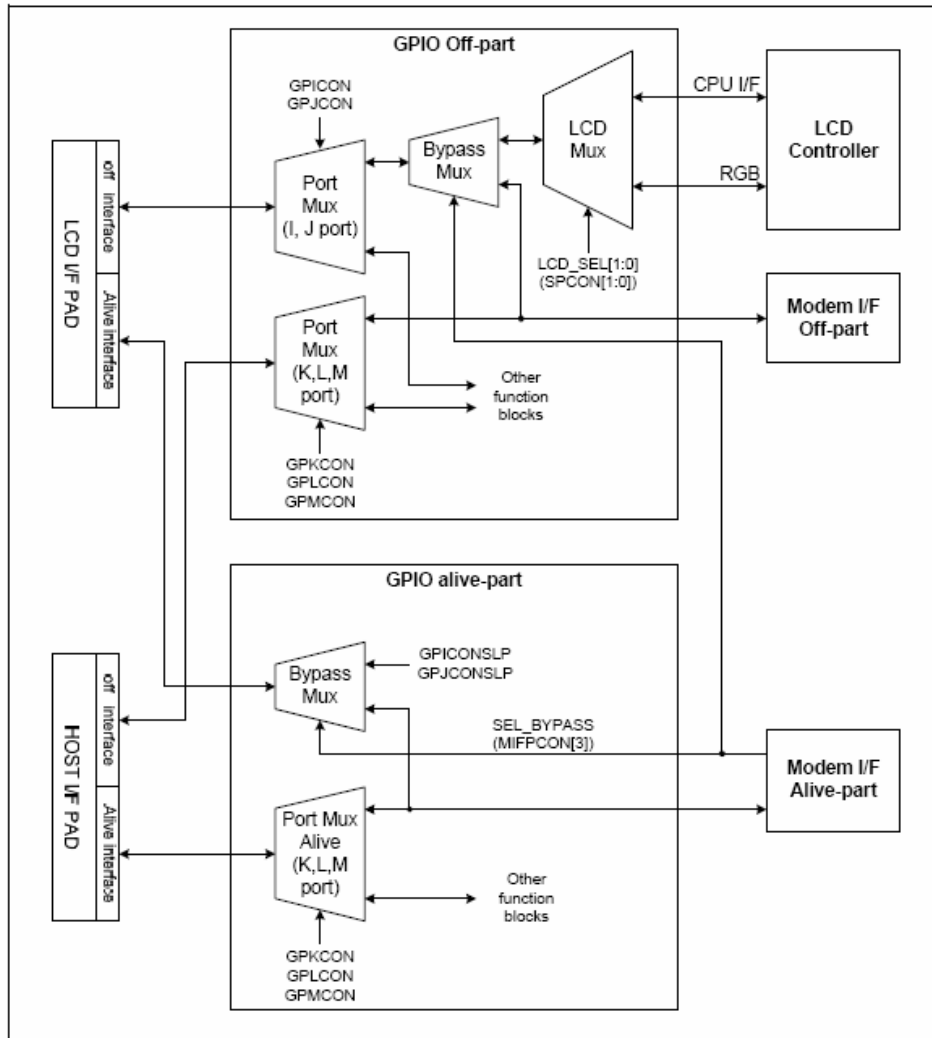 GPIO Off-part
GPICON
GPJCON
Port
Mux
(I, J port)
Bypass
Mux
LCD
Mux
CPU I/F
RGB
LCD
Controller
LCD_SEL[1:0]
(SPCON[1:0])
off interface
Alive interface
LCD I/F PAD
Modem I/F
Off-part
Port
Mux
(K,L,M
port)
Other
function
blocks
GPKCON
GPLCON
GPMCON
GPIO alive-part
Bypass
Mux
GPICONSLP
GPJCONSLP
SEL_BYPASS
(MIFPCON[3])
off interface
Alive interface
HOST I/F PAD
Modem I/F
Alive-part
Port Mux
Alive
(K,L,M
port)
Other
function
blocks
GPKCON
GPLCON
GPMCON